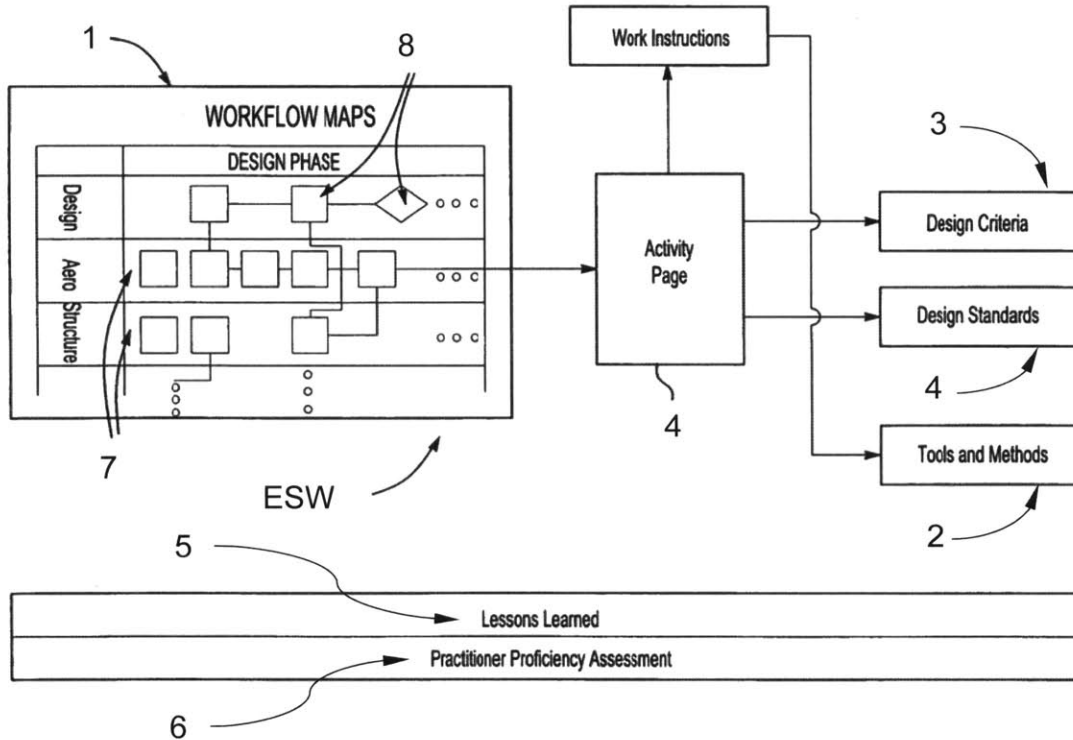 1
8
Work Instructions
WORKFLOW MAPS
DESIGN PHASE
Design
Aero
Structure
7
ESW
Activity
Page
4
3
Design Criteria
Design Standards
4
Tools and Methods
2
5
Lessons Learned
Practitioner Proficiency Assessment
6